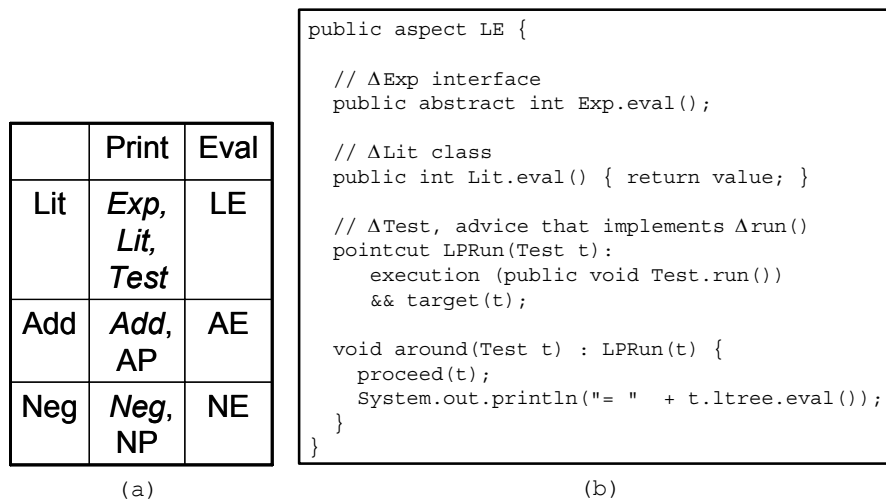 Print Eval
Lit Exp, LE
Lit,
Test
Add Add, AE
AP
Neg Neg, NE
NP
(a)
public aspect LE {
// ΔExp interface
public abstract int Exp.eval();
// ΔLit class
public int Lit.eval() { return value; }
// ΔTest, advice that implements Δrun()
pointcut LPRun(Test t):
execution (public void Test.run())
&& target(t);
void around(Test t) : LPRun(t) {
proceed(t);
System.out.println("= " + t.ltree.eval());
}
}
(b)